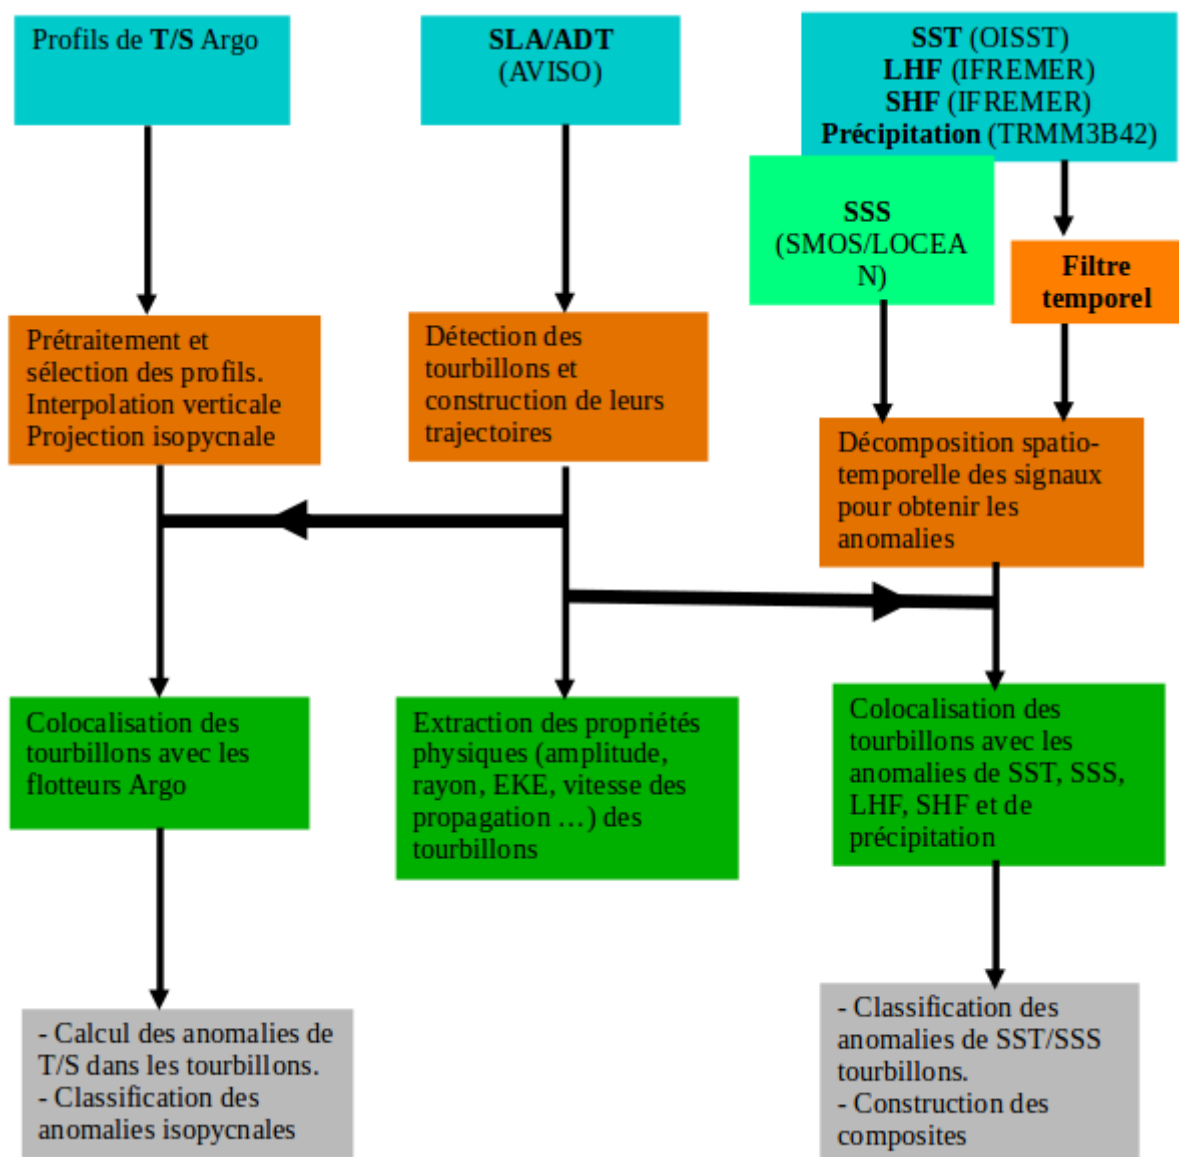 Profils de T/S Argo
SLA/ADT
(AVISO)
SST (OISST)
LHF (IFREMER)
SHF (IFREMER)
Précipitation (TRMM3B42)
SSS
(SMOS/LOCEA
N)
Filtre
temporel
Prétraitement et
sélection des profils.
Interpolation verticale
Projection isopycnale
Détection des
tourbillons et
construction de leurs
trajectoires
Décomposition spatio-
temporelle des signaux
pour obtenir les
anomalies
Colocalisation des
tourbillons avec les
flotteurs Argo
Extraction des propriétés
physiques (amplitude,
rayon, EKE, vitesse des
propagation …) des
tourbillons
Colocalisation des
tourbillons avec les
anomalies de SST, SSS,
LHF, SHF et de
précipitation
- Calcul des anomalies de
T/S dans les tourbillons.
- Classification des
anomalies isopycnales
- Classification des
anomalies de SST/SSS
tourbillons.
- Construction des
composites